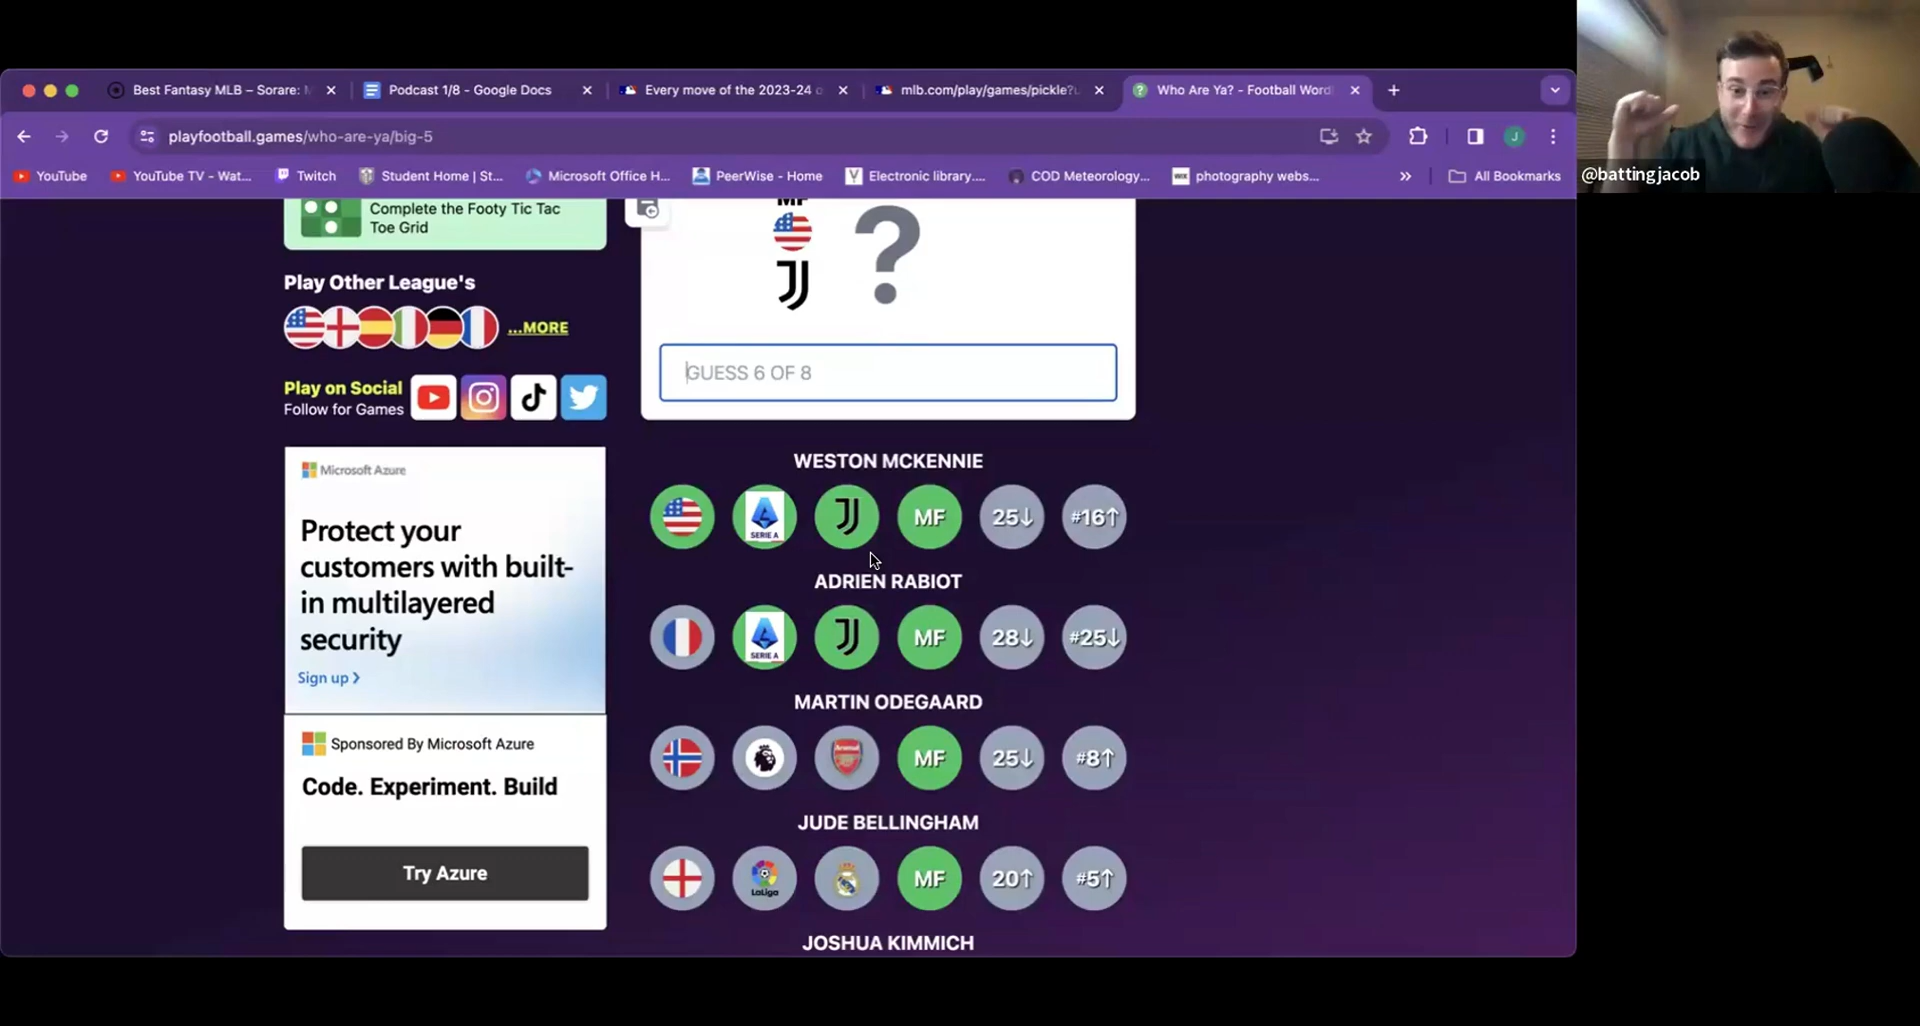 Best Fantasy MLB – Sorare: M
Podcast 1/8 - Google Docs
Every move of the 2023-24 o
mlb.com/play/games/pickle?u
Who Are Ya? - Football Word
playfootball.games/who-are-ya/big-5
J
YouTube
YouTube TV - Wat...
Twitch
Student Home | St...
Microsoft Office H...
PeerWise - Home
Electronic library....
COD Meteorology...
WIX
photography webs...
All Bookmarks
@battingjacob
Complete the Footy Tic Tac
Toe Grid
Play Other League's
...MORE
Play on Social
Follow for Games
Microsoft Azure
Protect your
customers with built-
in multilayered
security
Sign up
Sponsored By Microsoft Azure
Code. Experiment. Build
Try Azure
MF
?
GUESS 6 OF 8
WESTON MCKENNIE
SERIE A
MF
25↓
#16↑
ADRIEN RABIOT
SERIE A
MF
28↓
#25↓
MARTIN ODEGAARD
Arsenal
MF
25↓
#8↑
JUDE BELLINGHAM
LaLiga
MF
20↑
#5↑
JOSHUA KIMMICH